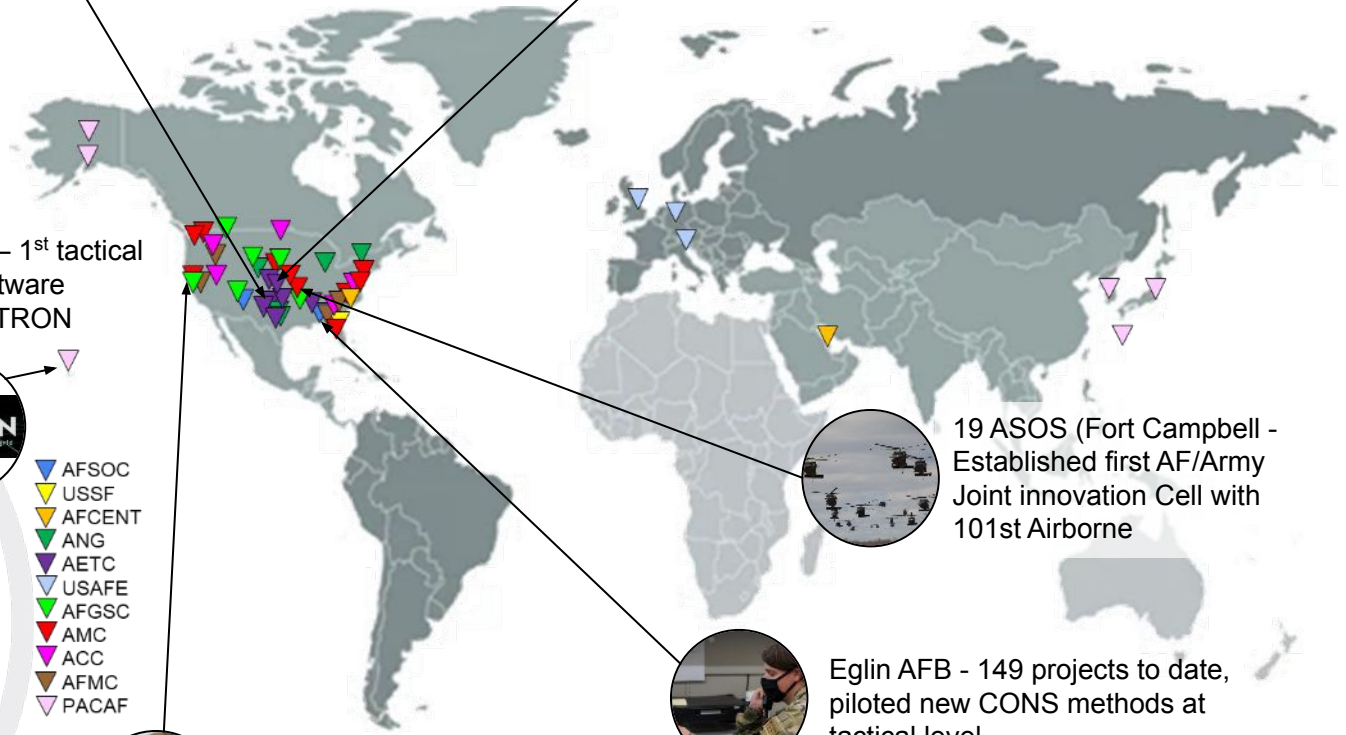 – 1st tactical
tware
TRON
N
AFSOC
USSF
AFCENT
ANG
AETC
USAFE
AFGSC
AMC
ACC
AFMC
PACAF
19 ASOS (Fort Campbell -
Established first AF/Army
Joint innovation Cell with
101st Airborne
Eglin AFB - 149 projects to date,
piloted new CONS methods at
tactical level